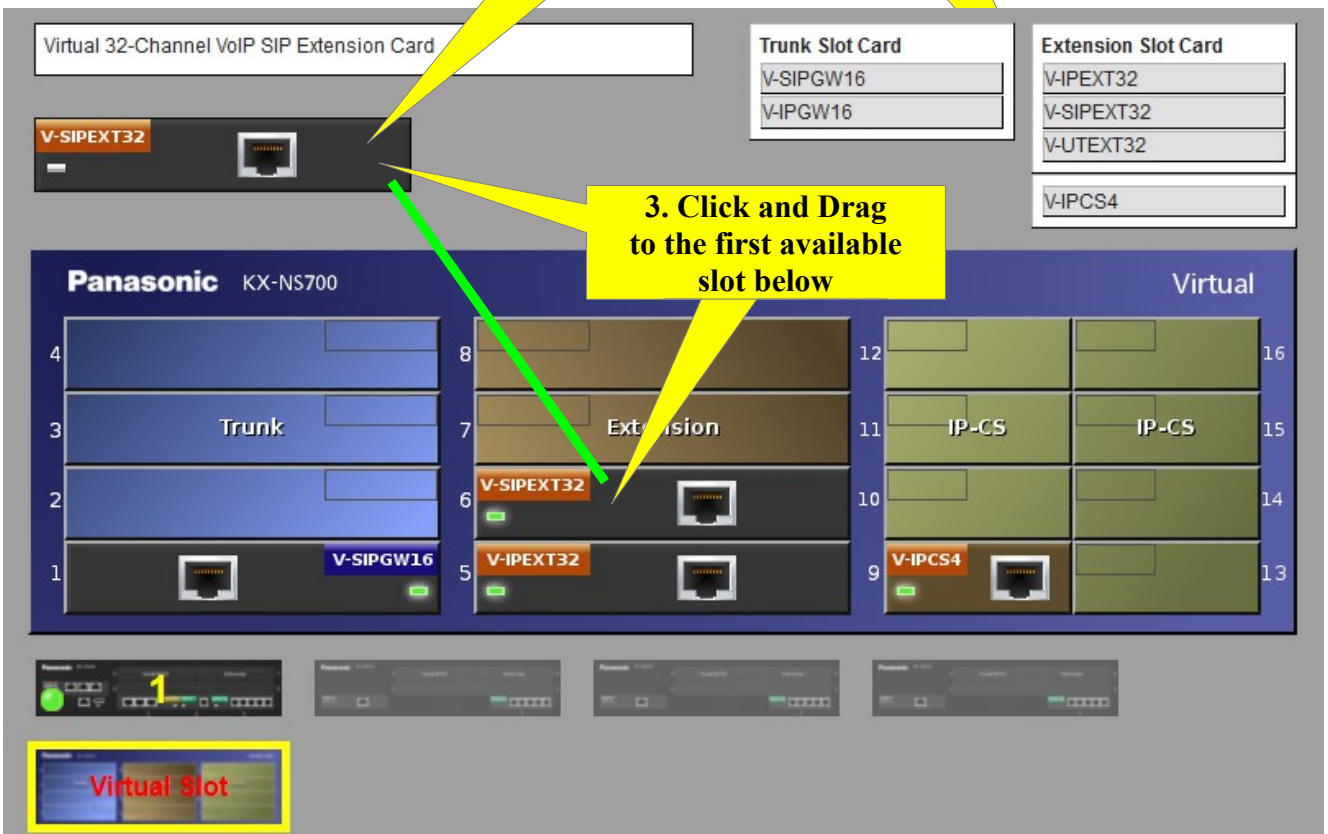 Virtual 32-Channel VoIP SIP Extension Card
Trunk Slot Card
V-SIPGW16
V-IPGW16
Extension Slot Card
V-IPEXT32
V-SIPEXT32
V-UTEXT32
V-IPCS4
V-SIPEXT32
3. Click and Drag
to the first available
slot below
Panasonic KX-NS700
Virtual
4
8
12
16
3
Trunk
7
Extension
11
IP-CS
IP-CS
15
2
6
V-SIPEXT32
10
14
1
V-SIPGW16
5
V-IPEXT32
9
V-IPCS4
13
1
Virtual Slot